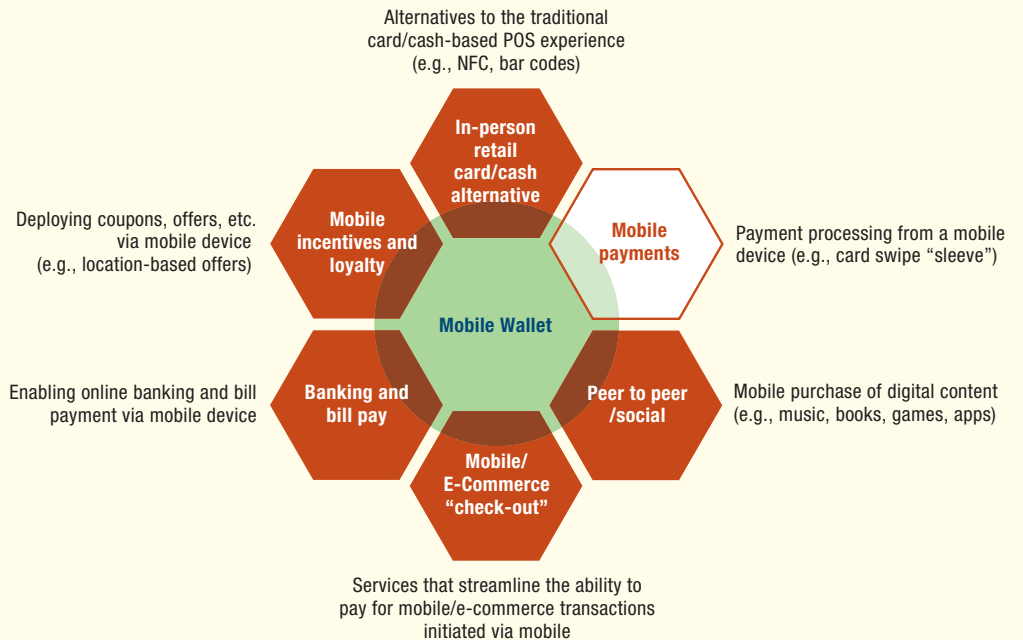 Alternatives to the traditional
card/cash-based POS experience
(e.g., NFC, bar codes)
In-person
retail
card/cash
alternative
Deploying coupons, offers, etc.
via mobile device
(e.g., location-based offers)
Mobile
incentives and
loyalty
Mobile
payments
Payment processing from a mobile
device (e.g., card swipe “sleeve”)
Mobile Wallet
Enabling online banking and bill
payment via mobile device
Banking and
bill pay
Peer to peer
/social
Mobile purchase of digital content
(e.g., music, books, games, apps)
Mobile/
E-Commerce
“check-out”
Services that streamline the ability to
pay for mobile/e-commerce transactions
initiated via mobile